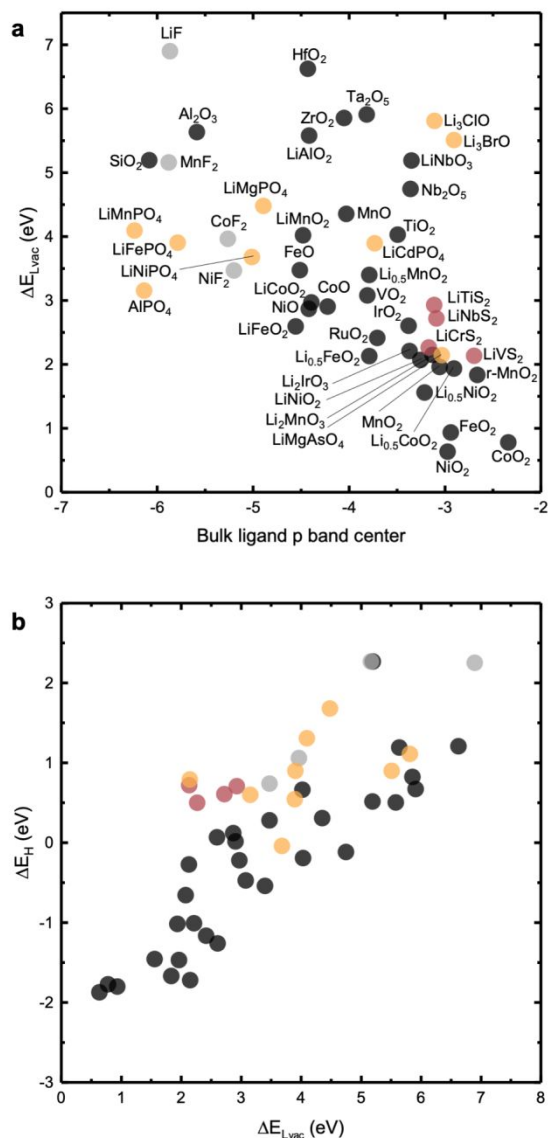 a
LiF
HfO2
Ta2O5
Al2O3
ZrO2
Li3ClO
Li3BrO
SiO2
MnF2
LiAlO2
LiNbO3
LiMgPO4
Nb2O5
LiMnPO4
CoF2
LiMnO2
MnO
TiO2
LiFePO4
FeO
LiCdPO4
LiNiPO4
NiF2
Li0.5MnO2
AlPO4
LiCoO2
CoO
VO2
LiTiS2
NiO
IrO2
LiNbS2
LiFeO2
RuO2
LiCrS2
Li0.5FeO2
LiVS2
Li2IrO3
r-MnO2
LiNiO2
Li0.5NiO2
Li2MnO3
MnO2
LiMgAsO4
Li0.5CoO2
FeO2
NiO2
CoO2
7
6
5
4
3
2
1
0
ΔELvac (eV)
-7 -6 -5 -4 -3 -2
Bulk ligand p band center
b
3
2
1
0
-1
-2
-3
ΔEH (eV)
0 1 2 3 4 5 6 7 8
ΔELvac (eV)